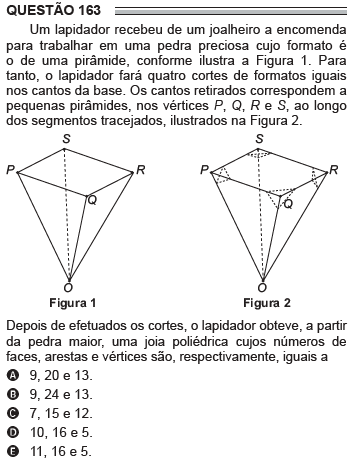 QUESTÃO 163
Um lapidador recebeu de um joalheiro a encomenda
para trabalhar em uma pedra preciosa cujo formato é
o de uma pirâmide, conforme ilustra a Figura 1. Para
tanto, o lapidador fará quatro cortes de formatos iguais
nos cantos da base. Os cantos retirados correspondem a
pequenas pirâmides, nos vértices P, Q, R e S, ao longo
dos segmentos tracejados, ilustrados na Figura 2.
S
P
R
Q
O
Figura 1
S
P
R
Q
O
Figura 2
Depois de efetuados os cortes, o lapidador obteve, a partir
da pedra maior, uma joia poliédrica cujos números de
faces, arestas e vértices são, respectivamente, iguais a
A 9, 20 e 13.
B 9, 24 e 13.
C 7, 15 e 12.
D 10, 16 e 5.
E 11, 16 e 5.